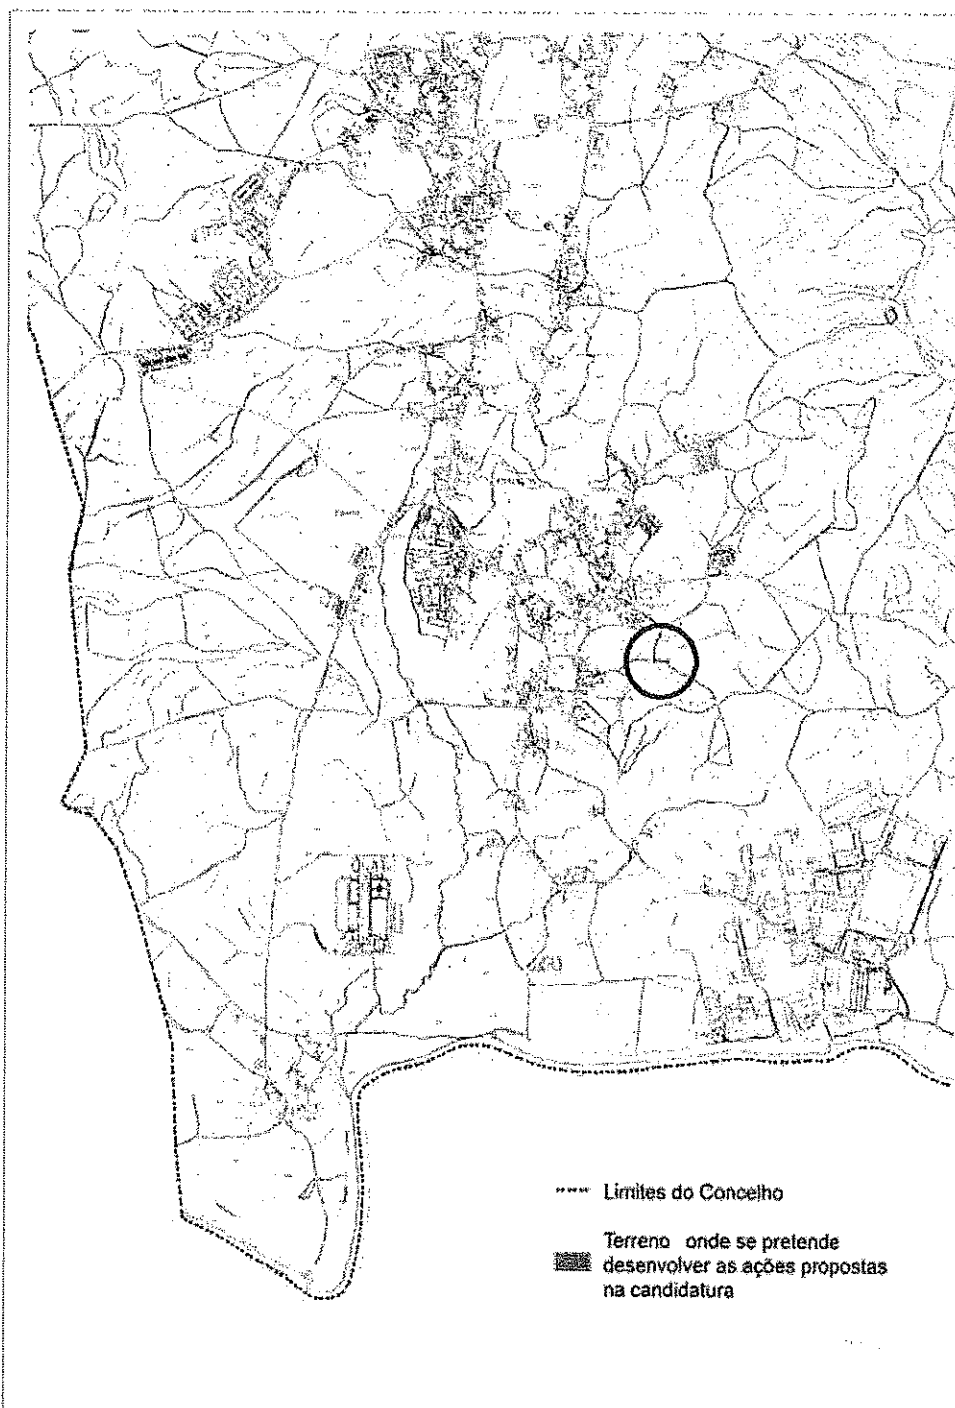 Limites do Concelho
Terreno onde se pretende
desenvolver as ações propostas
na candidatura